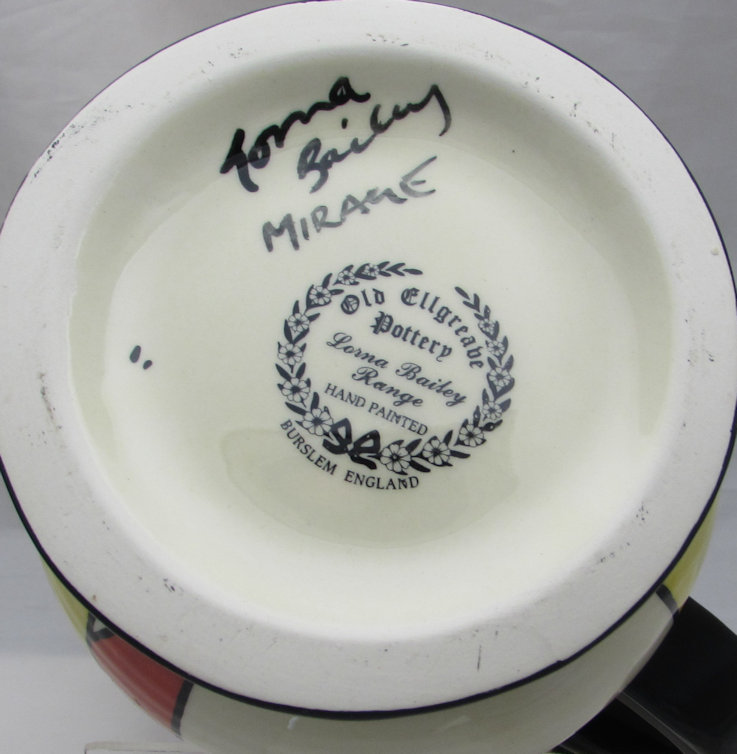 Lorna
Bailey
MIRAGE
Old Ellgreave
Pottery
Lorna Bailey
Range
HAND PAINTED
BURSLEM ENGLAND